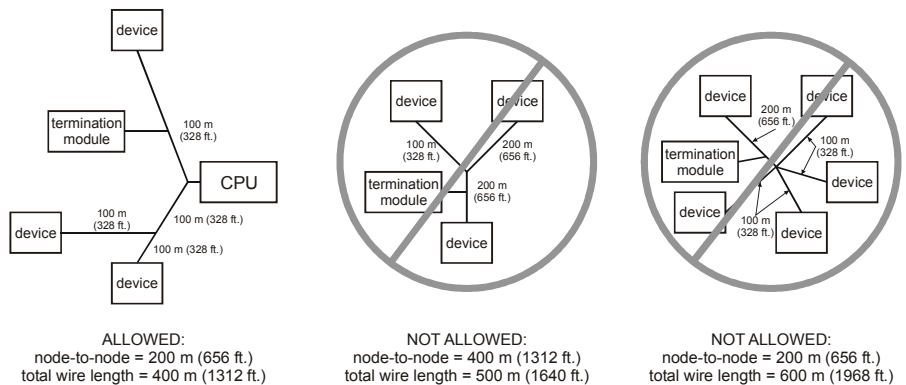 device
termination
module
100 m
(328 ft.)
CPU
100 m
(328 ft.)
100 m (328 ft.)
device
100 m (328 ft.)
device
ALLOWED:
node-to-node = 200 m (656 ft.)
total wire length = 400 m (1312 ft.)
device
device
100 m
(328 ft.)
200 m
(656 ft.)
termination
module
200 m
(656 ft.)
device
NOT ALLOWED:
node-to-node = 400 m (1312 ft.)
total wire length = 500 m (1640 ft.)
device
device
200 m
(656 ft.)
100 m
(328 ft.)
termination
module
device
device
100 m
(328 ft.)
device
NOT ALLOWED:
node-to-node = 200 m (656 ft.)
total wire length = 600 m (1968 ft.)